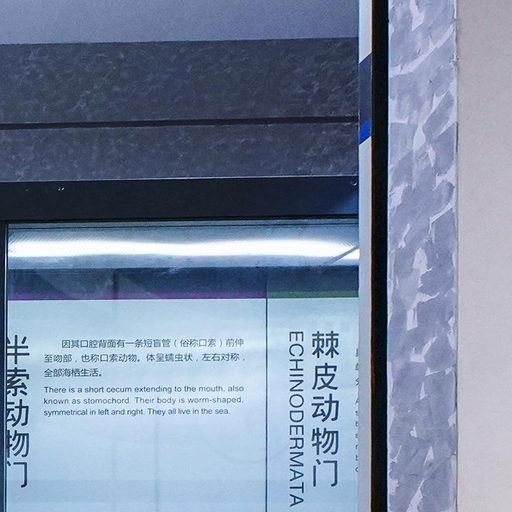 半索动物门
因其口腔背面有一条短盲管（俗称口索）前伸
至吻部，也称口索动物。体呈蠕虫状，左右对称，
全部海栖生活。
There is a short cecum extending to the mouth, also
known as stomochord. Their body is worm-shaped,
symmetrical in left and right. They all live in the sea.
棘皮动物门
ECHINODERMATA